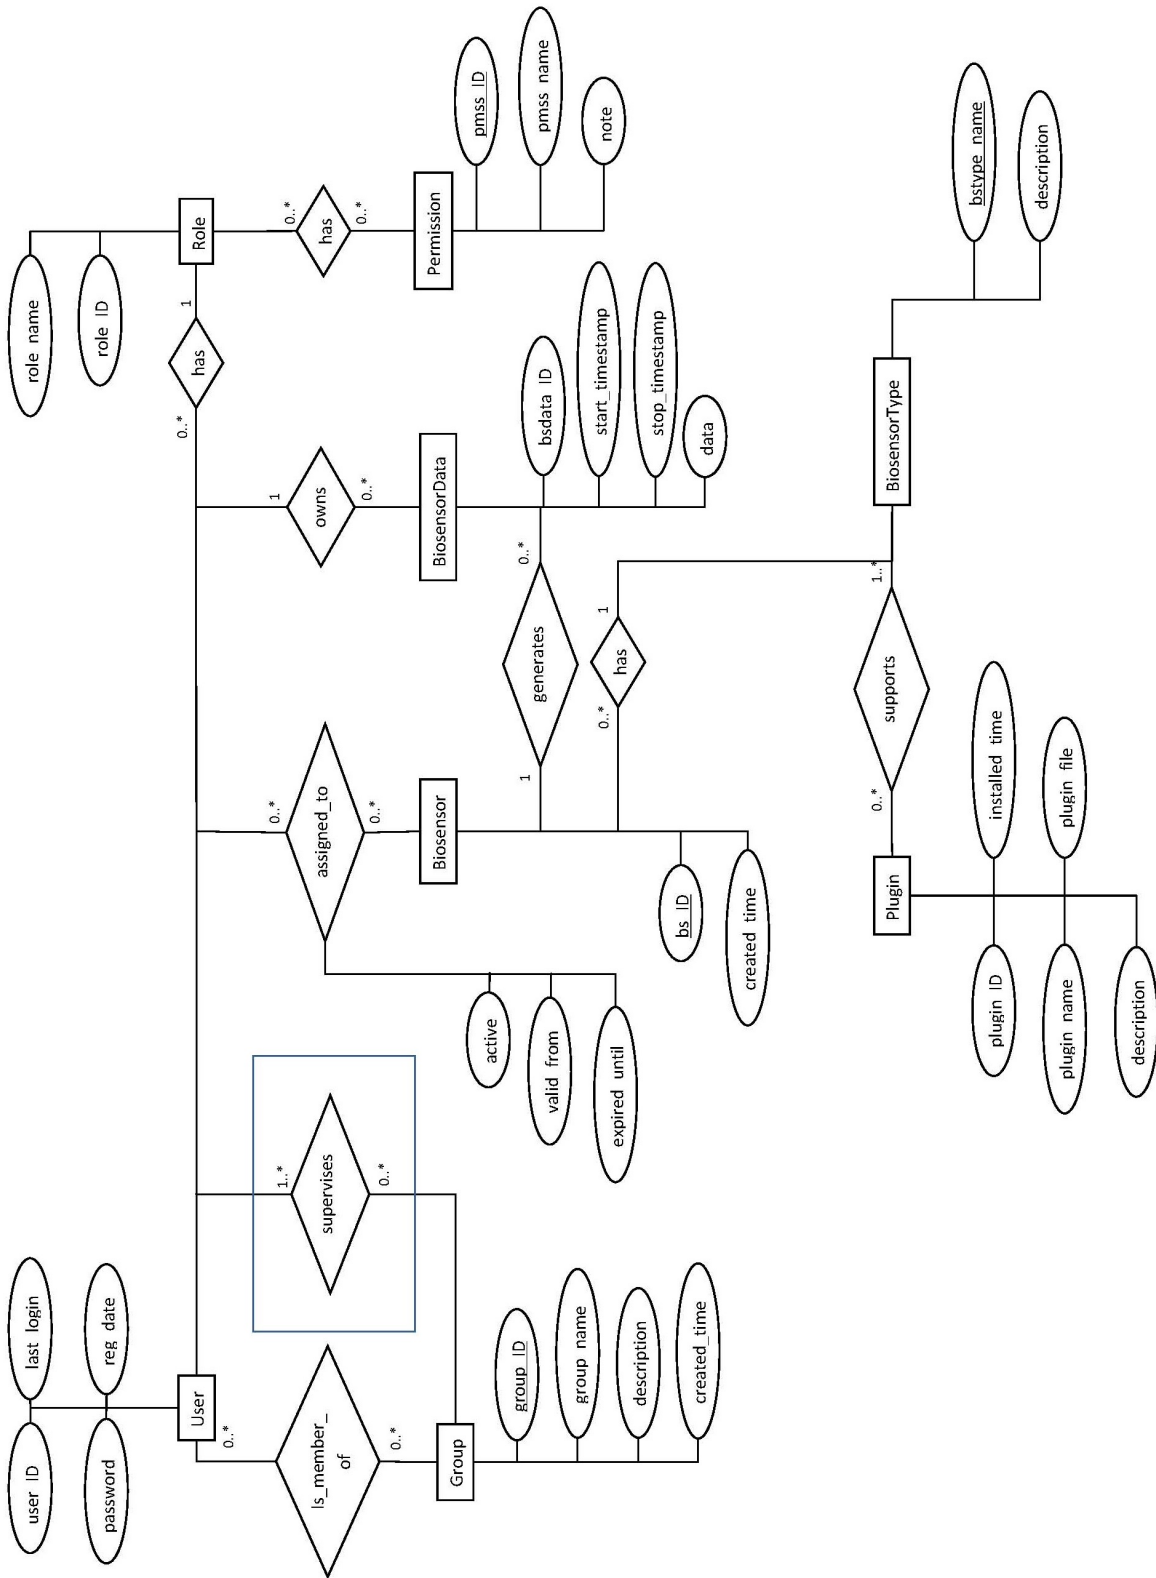 user ID
last login
role name
password
reg date
role ID
User
0..*
has
1
Role
0..*
1..*
0..*
1
0..*
Is_member_
of
supervises
assigned_to
owns
has
0..*
0..*
0..*
0..*
0..*
Group
Biosensor
BiosensorData
Permission
active
pmss ID
group ID
valid from
1
generates
0..*
bsdata ID
pmss name
group name
expired until
0..*
has
1
start_timestamp
note
description
bs ID
stop_timestamp
created_time
created time
data
Plugin
0..*
supports
1..*
BiosensorType
plugin ID
installed time
bstype name
plugin name
plugin file
description
description